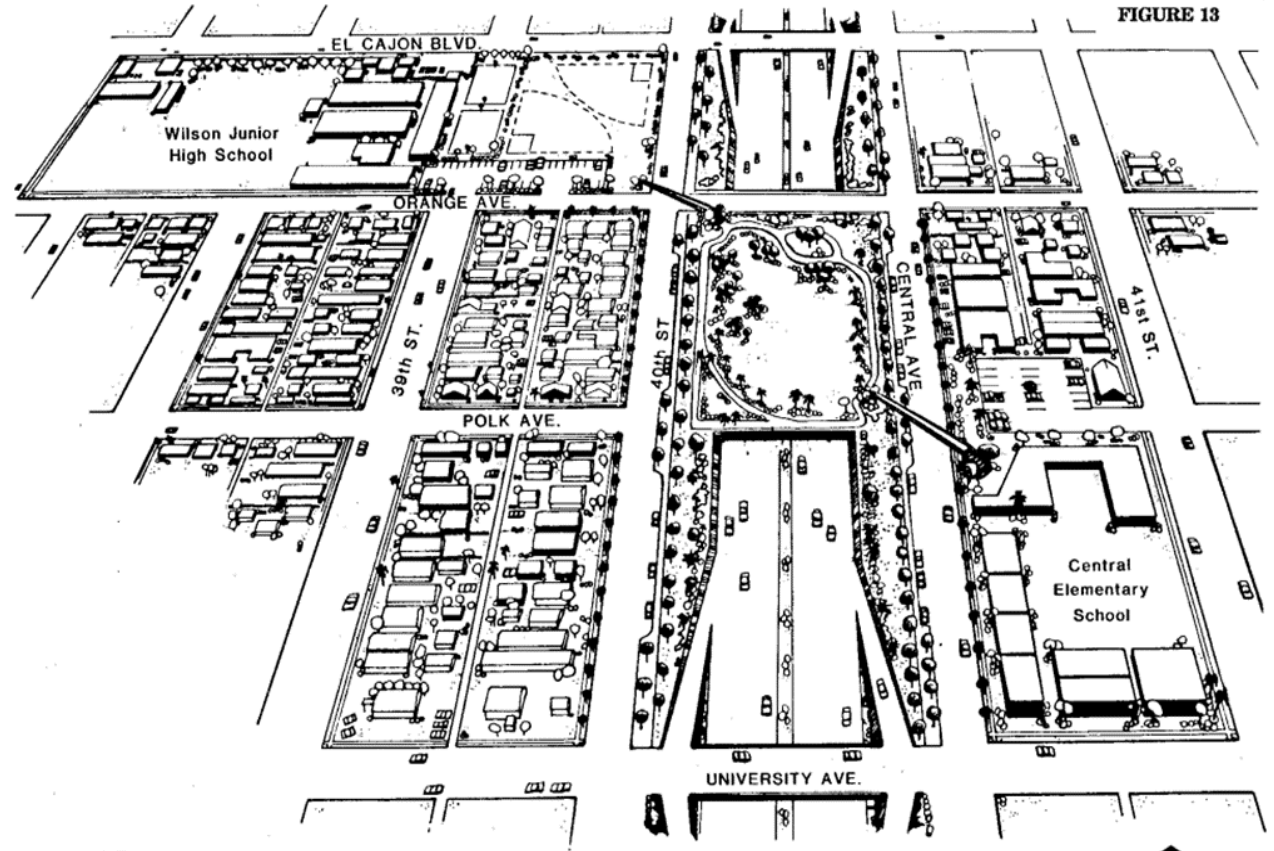 FIGURE 13
EL CAJON BLVD.
Wilson Junior
High School
ORANGE AVE.
39th ST.
40th ST
CENTRAL AVE
41st ST.
POLK AVE.
Central
Elementary
School
UNIVERSITY AVE.